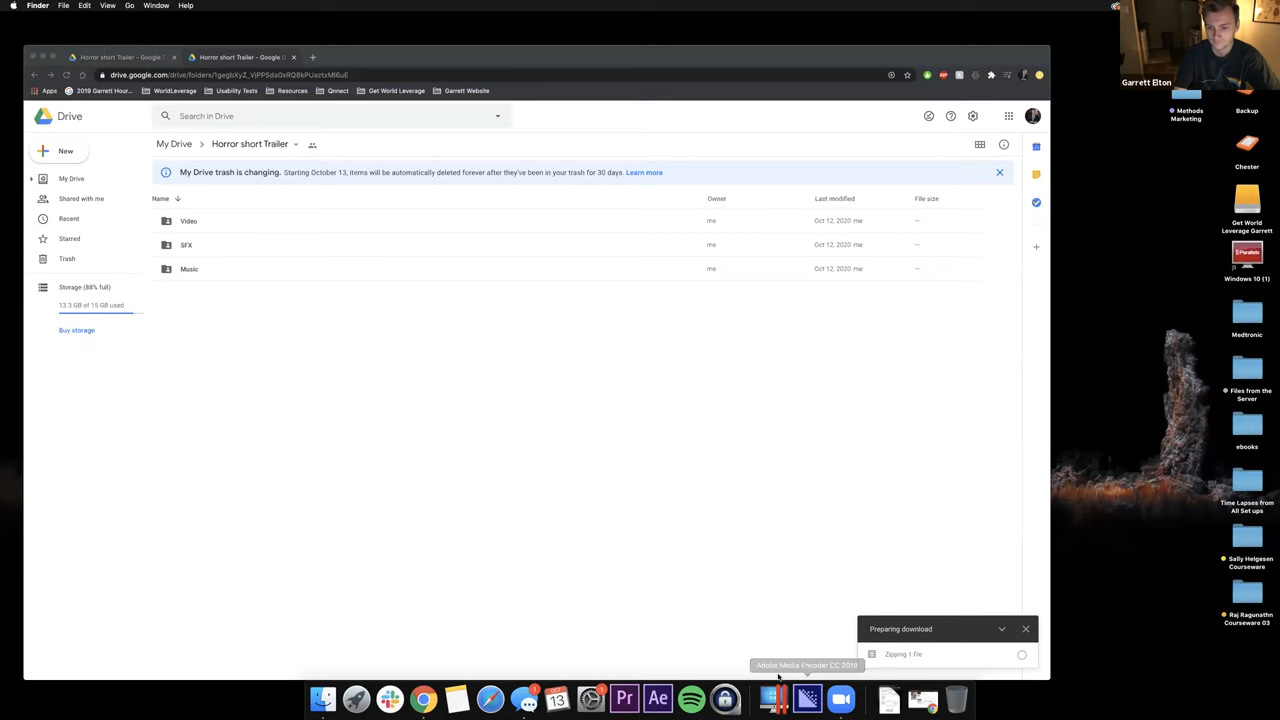 Finder File Edit View Go Window Help
Garrett Elton
Horror short Trailer - Google D
Horror short Trailer - Google D
Apps
2019 Garrett Hour...
WorldLeverage
Usability Tests
Resources
Qnnect
Get World Leverage
Garrett Website
Drive
Search in Drive
New
My Drive
Shared with me
Recent
Starred
Trash
Storage (88% full)
13.3 GB of 15 GB used
Buy storage
My Drive > Horror short Trailer
My Drive trash is changing. Starting October 13, items will be automatically deleted forever after they've been in your trash for 30 days. Learn more
Name Owner Last modified File size
Video me Oct 12, 2020 me —
SFX me Oct 12, 2020 me —
Music me Oct 12, 2020 me —
Preparing download
Zipping 1 file
Adobe Media Encoder CC 2019
Methods
Marketing
Backup
Chester
Get World
Leverage Garrett
Parallels
Windows 10 (1)
Medtronic
Files from the
Server
ebooks
Time Lapses from
All Set ups
Sally Helgesen
Courseware
Raj Ragunathn
Courseware 03
1
13
1
Pr
Ae